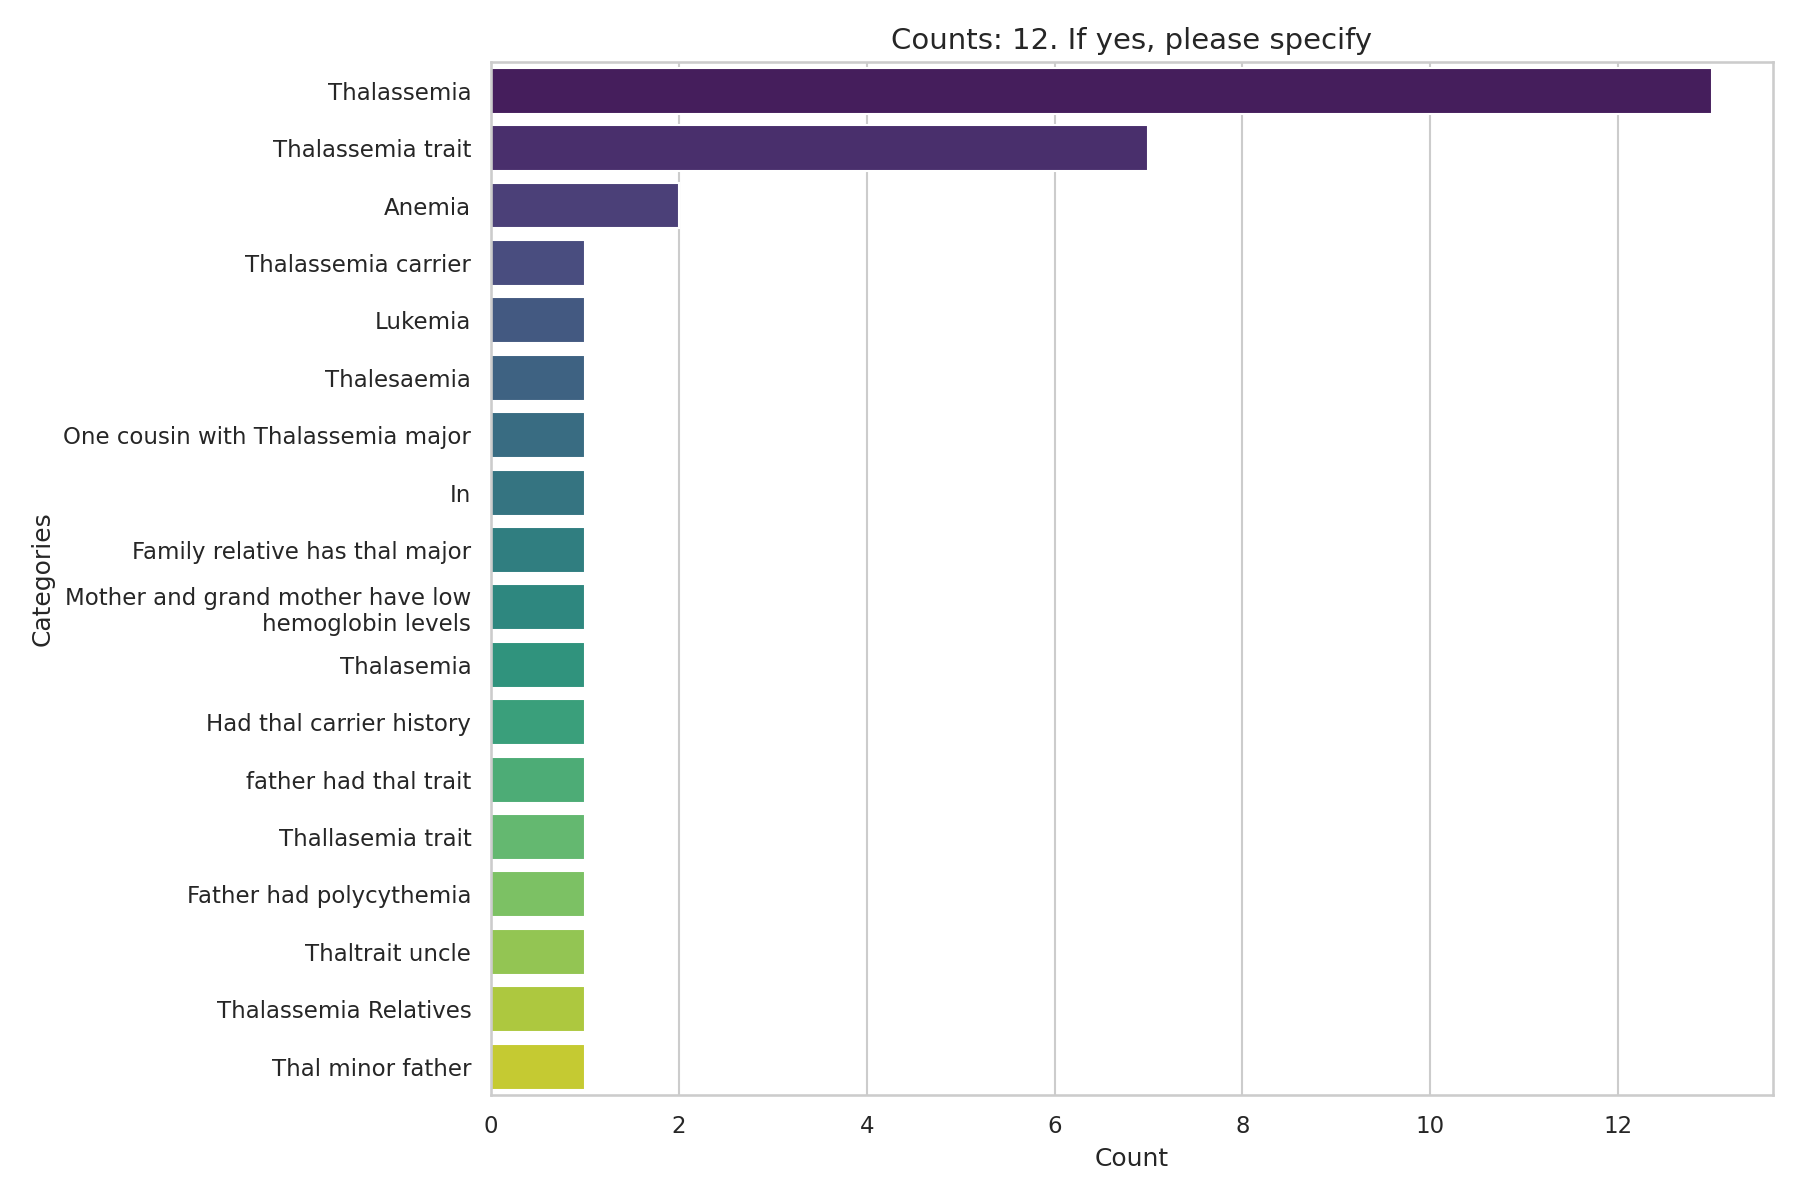 Counts: 12. If yes, please specify
Thalassemia
Thalassemia trait
Anemia
Thalassemia carrier
Lukemia
Thalesaemia
One cousin with Thalassemia major
In
Family relative has thal major
Mother and grand mother have low
hemoglobin levels
Thalasemia
Had thal carrier history
father had thal trait
Thallasemia trait
Father had polycythemia
Thaltrait uncle
Thalassemia Relatives
Thal minor father
Categories
0 2 4 6 8 10 12
Count